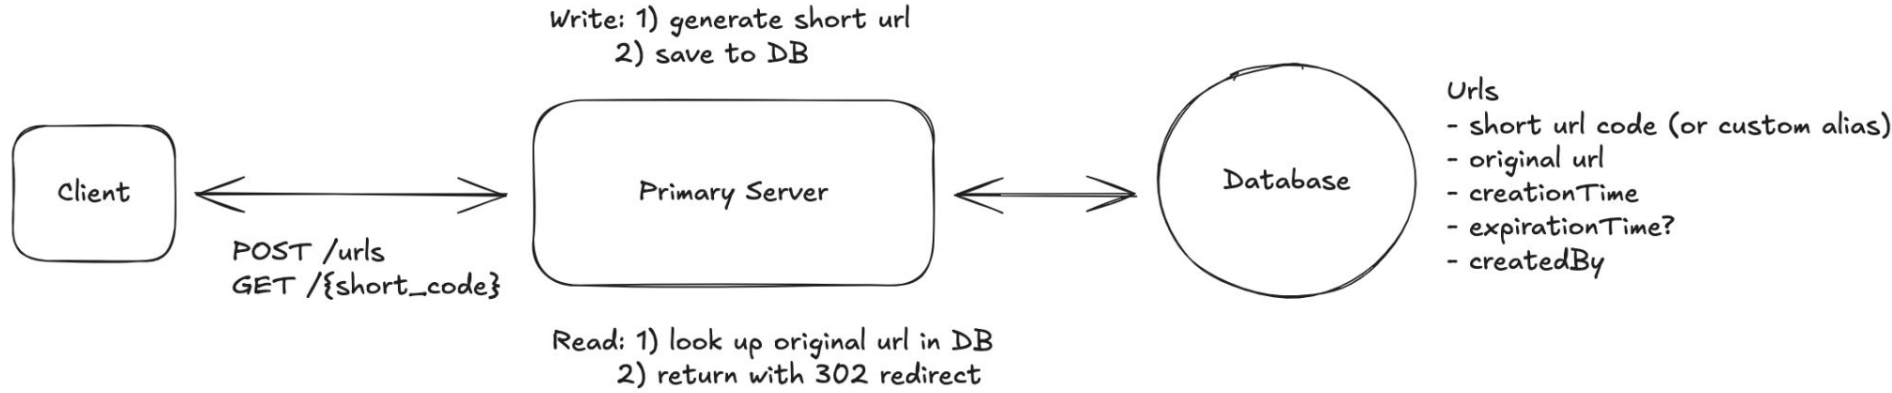 Write: 1) generate short url
2) save to DB
Client
POST /urls
GET /{short_code}
Primary Server
Read: 1) look up original url in DB
2) return with 302 redirect
Database
Urls
- short url code (or custom alias)
- original url
- creationTime
- expirationTime?
- createdBy